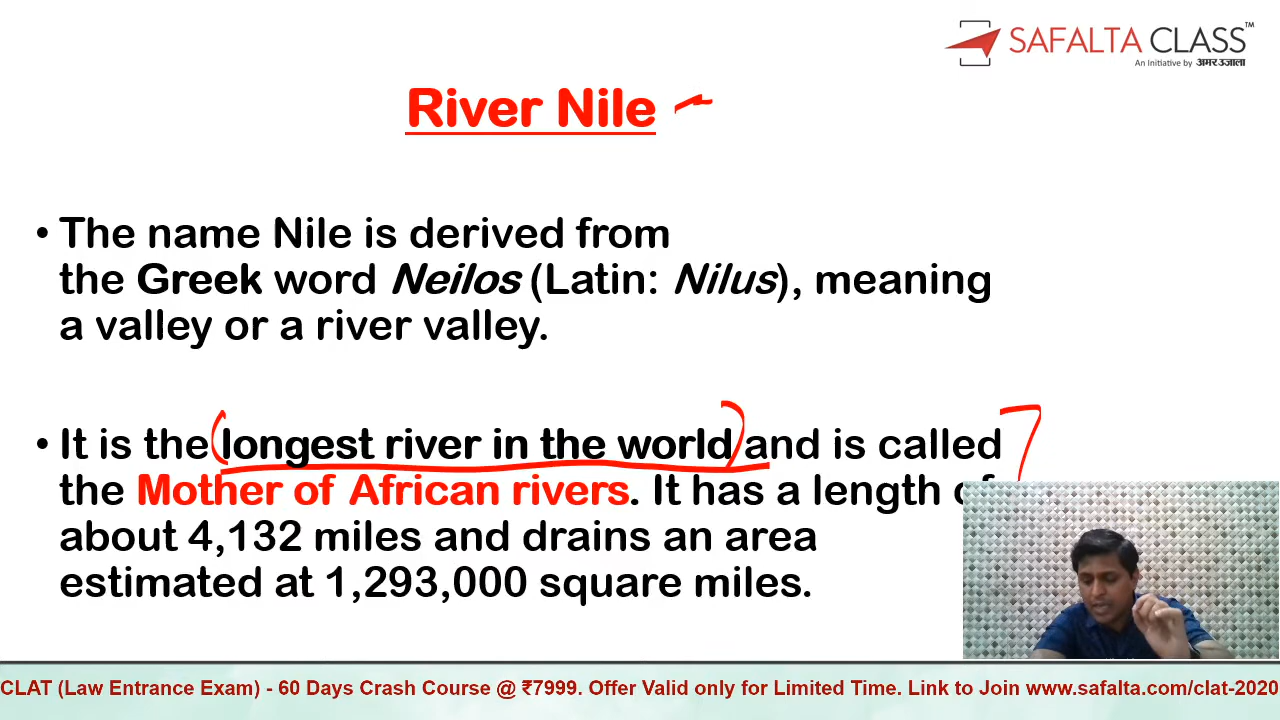 SAFALTA CLASS™
An Initiative by अमर उजाला
River Nile
• The name Nile is derived from
the Greek word Neilos (Latin: Nilus), meaning
a valley or a river valley.
• It is the longest river in the world and is called
the Mother of African rivers. It has a length of
about 4,132 miles and drains an area
estimated at 1,293,000 square miles.
CLAT (Law Entrance Exam) - 60 Days Crash Course @ ₹7999. Offer Valid only for Limited Time. Link to Join www.safalta.com/clat-2020